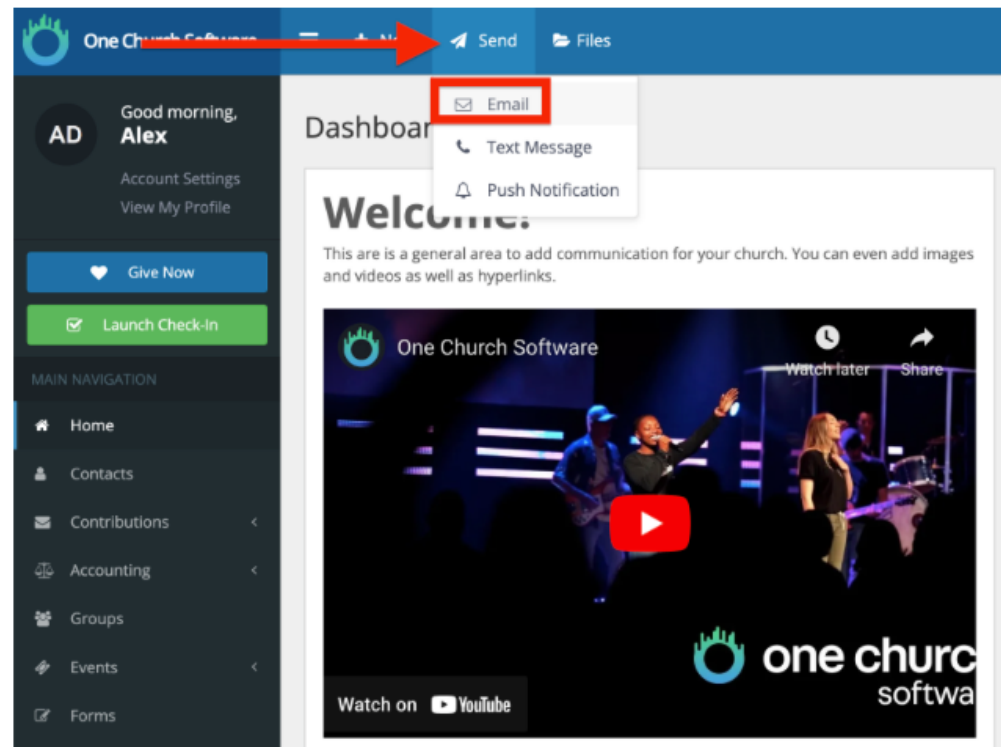 One Church Software
Send
Files
AD
Good morning,
Alex
Account Settings
View My Profile
Give Now
Launch Check-In
MAIN NAVIGATION
Home
Contacts
Contributions
Accounting
Groups
Events
Forms
Email
Text Message
Push Notification
Dashboar
Welcome!
This are is a general area to add communication for your church. You can even add images
and videos as well as hyperlinks.
One Church Software
Watch later
Share
one churc
softwa
Watch on YouTube